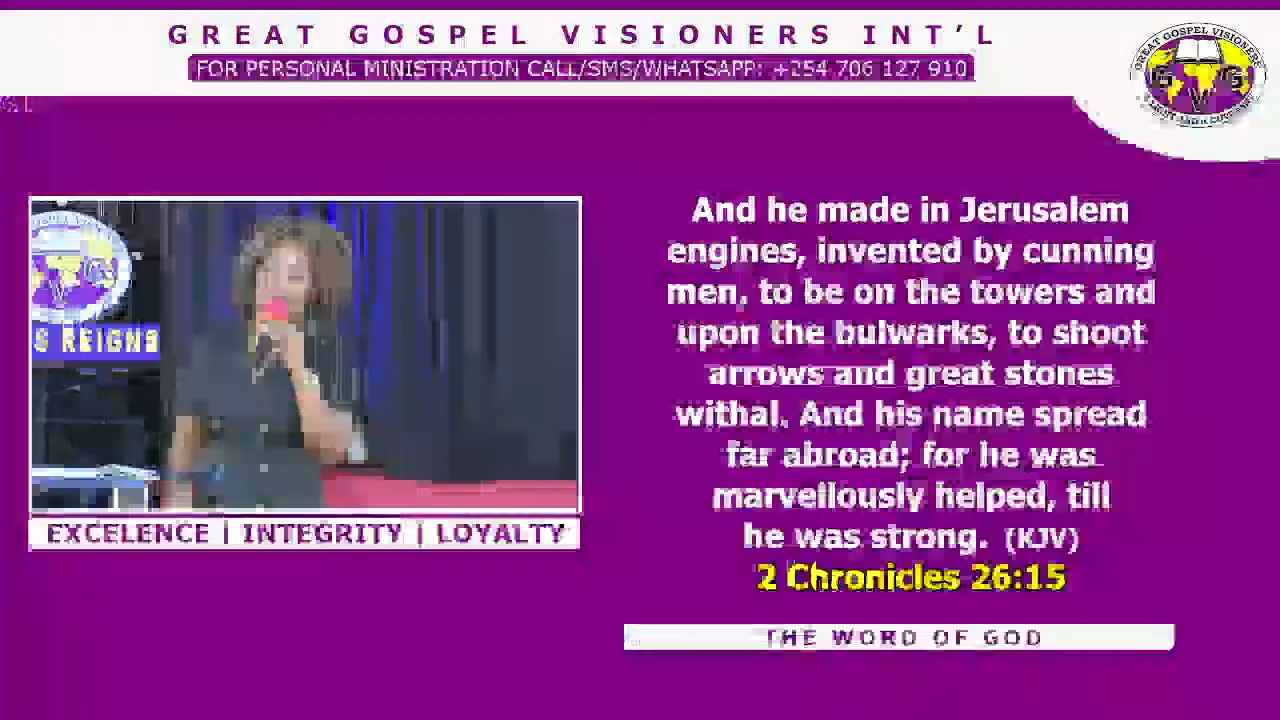 GREAT GOSPEL VISIONERS INT'L
FOR PERSONAL MINISTRATION CALL/SMS/WHATSAPP: +254 706 127 910
GREAT GOSPEL VISIONERS
S REIGNS
EXCELENCE | INTEGRITY | LOYALTY
And he made in Jerusalem
engines, invented by cunning
men, to be on the towers and
upon the bulwarks, to shoot
arrows and great stones
withal. And his name spread
far abroad; for he was
marvellously helped, till
he was strong. (KJV)
2 Chronicles 26:15
THE WORD OF GOD